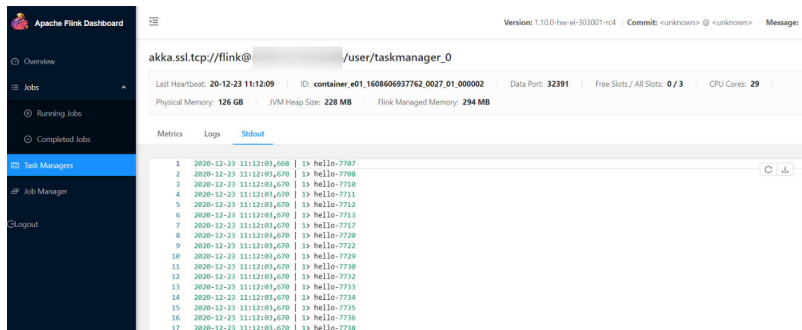 Apache Flink Dashboard
Version: 1.10.0-hw-ei-303001-rc4 Commit: <unknown> @ <unknown> Message:
Overview
Jobs
Running Jobs
Completed Jobs
Task Managers
Job Manager
Logout
akka.ssl.tcp://flink@ /user/taskmanager_0
Last Heartbeat: 20-12-23 11:12:09 ID: container_e01_1608606937762_0027_01_000002 Data Port: 32391 Free Slots / All Slots: 0 / 3 CPU Cores: 29
Physical Memory: 126 GB JVM Heap Size: 228 MB Flink Managed Memory: 294 MB
Metrics Logs Stdout
1 2020-12-23 11:12:03,668 | 1> hello-7707
2 2020-12-23 11:12:03,670 | 1> hello-7708
3 2020-12-23 11:12:03,670 | 1> hello-7710
4 2020-12-23 11:12:03,670 | 1> hello-7711
5 2020-12-23 11:12:03,670 | 1> hello-7712
6 2020-12-23 11:12:03,670 | 1> hello-7713
7 2020-12-23 11:12:03,670 | 1> hello-7717
8 2020-12-23 11:12:03,670 | 1> hello-7720
9 2020-12-23 11:12:03,670 | 1> hello-7722
10 2020-12-23 11:12:03,670 | 1> hello-7729
11 2020-12-23 11:12:03,670 | 1> hello-7730
12 2020-12-23 11:12:03,670 | 1> hello-7732
13 2020-12-23 11:12:03,670 | 1> hello-7733
14 2020-12-23 11:12:03,670 | 1> hello-7734
15 2020-12-23 11:12:03,670 | 1> hello-7735
16 2020-12-23 11:12:03,670 | 1> hello-7736
17 2020-12-23 11:12:03,670 | 1> hello-7738